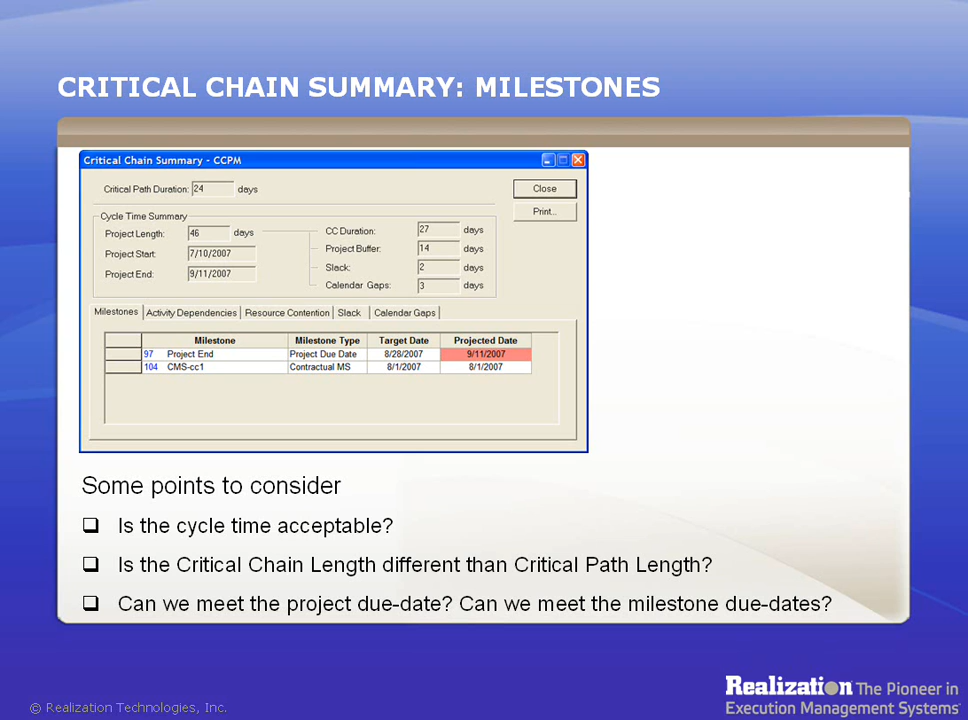 CRITICAL CHAIN SUMMARY: MILESTONES
Critical Chain Summary - CCPM
Critical Path Duration: 24 days
Close
Print...
Cycle Time Summary
Project Length: 46 days
Project Start: 7/10/2007
Project End: 9/11/2007
CC Duration: 27 days
Project Buffer: 14 days
Slack: 2 days
Calendar Gaps: 3 days
Milestones Activity Dependencies Resource Contention Slack Calendar Gaps
Milestone Milestone Type Target Date Projected Date
97 Project End Project Due Date 8/28/2007 9/11/2007
104 CMS-cc1 Contractual MS 8/1/2007 8/1/2007
Some points to consider
Is the cycle time acceptable?
Is the Critical Chain Length different than Critical Path Length?
Can we meet the project due-date? Can we meet the milestone due-dates?
© Realization Technologies, Inc.
Realization The Pioneer in
Execution Management Systems